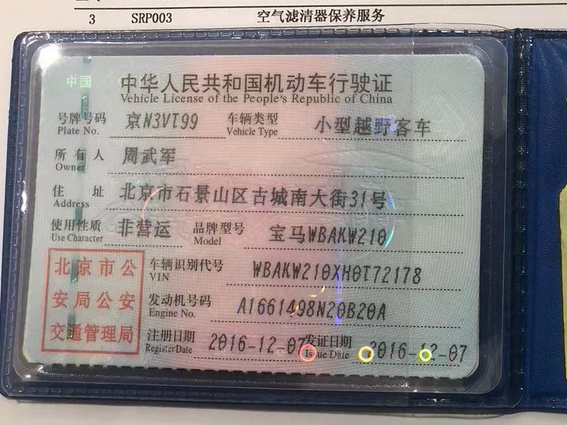 3 SRP003 空气滤清器保养服务
中国 中华人民共和国机动车行驶证
Vehicle License of the People's Republic of China
号牌号码 京N3VT99 车辆类型 小型越野客车
Plate No. Vehicle Type
所有人 周武军
Owner
住址 北京市石景山区古城南大街31号
Address
使用性质 非营运 品牌型号 宝马WBAKW210
Use Character Model
北京市公
安局公安
交通管理局
车辆识别代号 WBAKW210XH0T72178
VIN
发动机号码 A1661498N20B20A
Engine No.
注册日期 2016-12-07 发证日期 2016-12-07
Register Date Issue Date